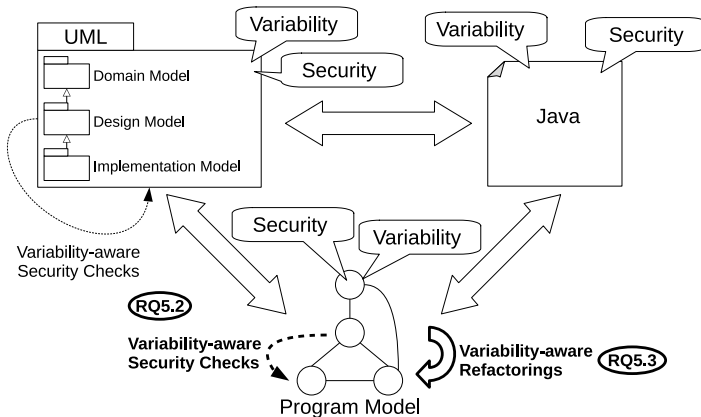 UML
Variability
Security
Domain Model
Design Model
Implementation Model
Variability
Security
Java
Variability-aware
Security Checks
Security
Variability
RQ5.2
Variability-aware
Security Checks
Variability-aware
Refactorings
RQ5.3
Program Model